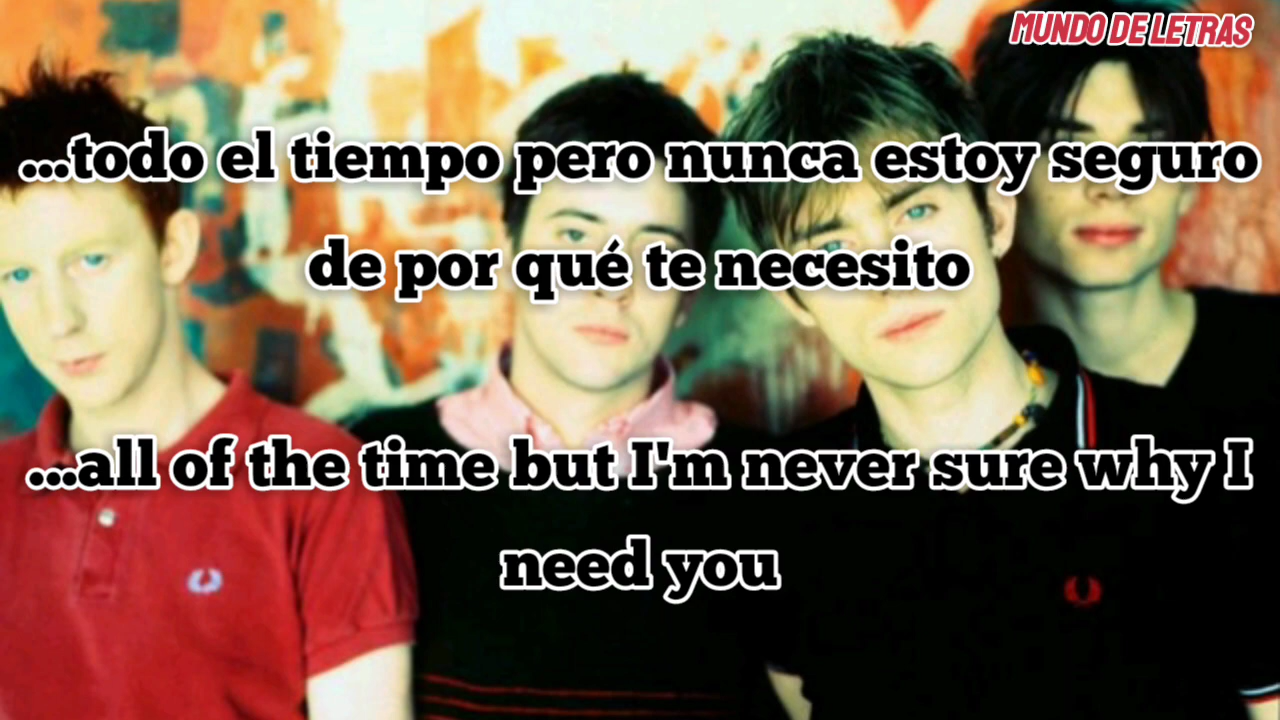 MUNDO DE LETRAS
...todo el tiempo pero nunca estoy seguro
de por qué te necesito
...all of the time but I'm never sure why I
need you